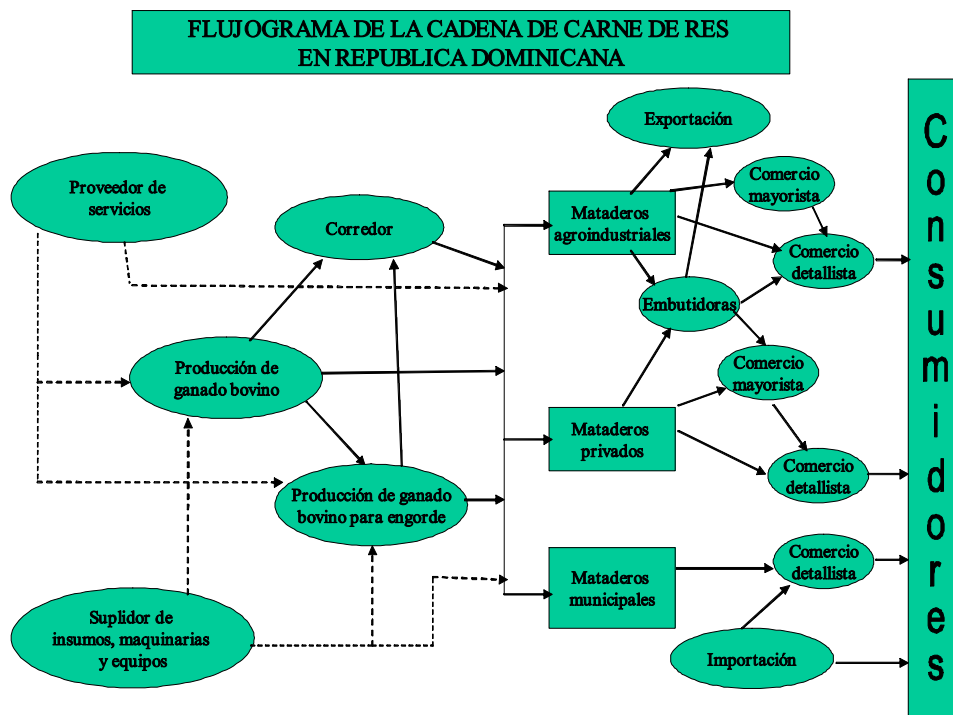 FLUJOGRAMA DE LA CADENA DE CARNE DE RES
EN REPUBLICA DOMINICANA
Proveedor de
servicios
Corredor
Producción de
ganado bovino
Producción de ganado
bovino para engorde
Suplidor de
insumos, maquinarias
y equipos
Exportación
Mataderos
agroindustriales
Comercio
mayorista
Comercio
detallista
Embutidoras
Comercio
mayorista
Mataderos
privados
Comercio
detallista
Mataderos
municipales
Comercio
detallista
Importación
Consumidores